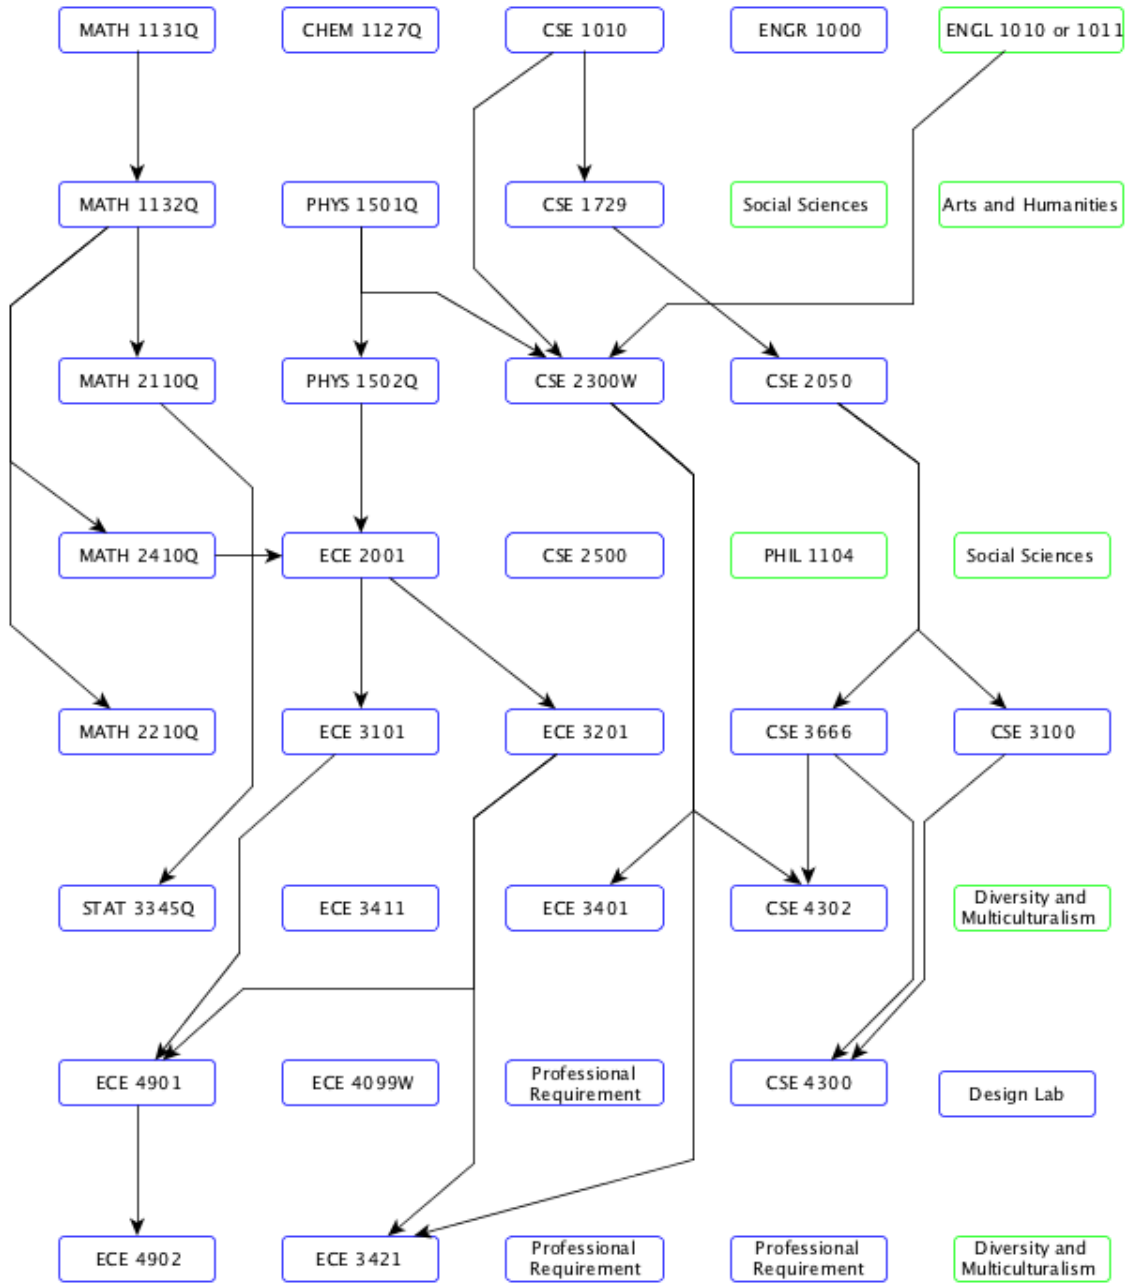 MATH 1131Q
CHEM 1127Q
CSE 1010
ENGR 1000
ENGL 1010 or 1011
MATH 1132Q
PHYS 1501Q
CSE 1729
Social Sciences
Arts and Humanities
MATH 2110Q
PHYS 1502Q
CSE 2300W
CSE 2050
MATH 2410Q
ECE 2001
CSE 2500
PHIL 1104
Social Sciences
MATH 2210Q
ECE 3101
ECE 3201
CSE 3666
CSE 3100
STAT 3345Q
ECE 3411
ECE 3401
CSE 4302
Diversity and
Multiculturalism
ECE 4901
ECE 4099W
Professional
Requirement
CSE 4300
Design Lab
ECE 4902
ECE 3421
Professional
Requirement
Professional
Requirement
Diversity and
Multiculturalism